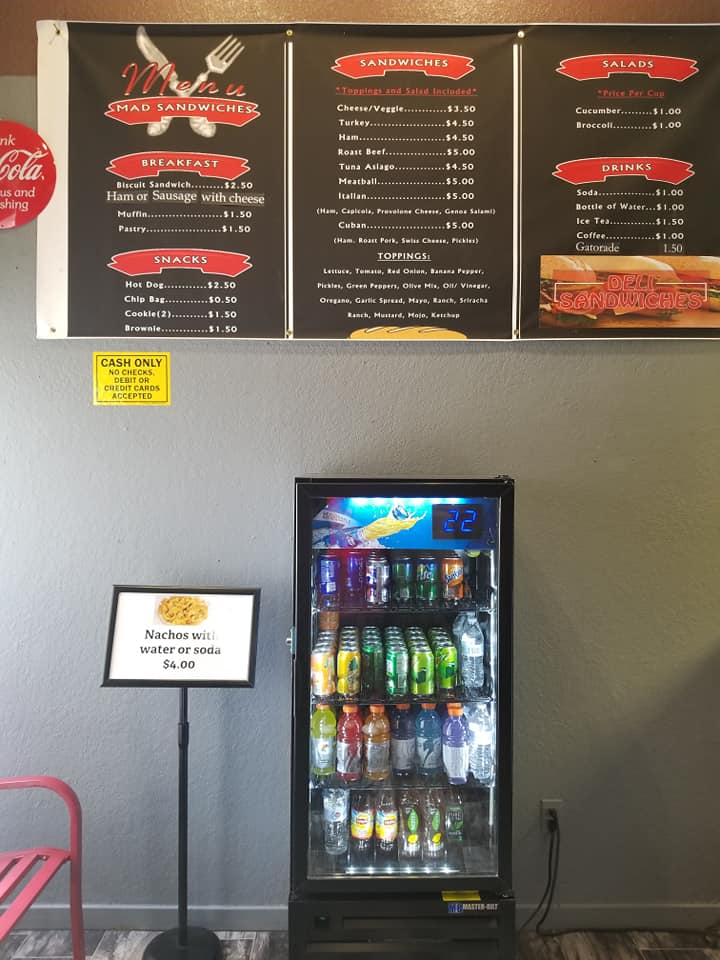 Menu
MAD SANDWICHES
BREAKFAST
Biscuit Sandwich.........$2.50
Ham or Sausage with cheese
Muffin....................$1.50
Pastry....................$1.50
SNACKS
Hot Dog...............$2.50
Chip Bag...........$0.50
Cookie(2)..........$1.50
Brownie...............$1.50
SANDWICHES
*Toppings and Salad Included*
Cheese/Veggie............$3.50
Turkey......................$4.50
Ham..........................$4.50
Roast Beef.................$5.00
Tuna Asiago...............$4.50
Meatball....................$5.00
Itallan.......................$5.00
(Ham, Capicola, Provolone Cheese, Genoa Salami)
Cuban.......................$5.00
(Ham. Roast Pork, Swiss Cheese, Pickles)
TOPPINGS:
Lettuce, Tomato, Red Onion, Banana Pepper,
Pickles, Green Peppers, Olive Mix, Oil/ Vinegar,
Oregano, Garlic Spread, Mayo, Ranch, Sriracha
Ranch, Mustard, Mojo, Ketchup
SALADS
*Price Per Cup
Cucumber.........$1.00
Broccoli...........$1.00
DRINKS
Soda...................$1.00
Bottle of Water...$1.00
Ice Tea...............$1.50
Coffee................$1.00
Gatorade 1.50
DELI
SANDWICHES
Cola
us and
shing
CASH ONLY
NO CHECKS,
DEBIT OR
CREDIT CARDS
ACCEPTED
22
Nachos with
water or soda
$4.00
MASTER-BILT